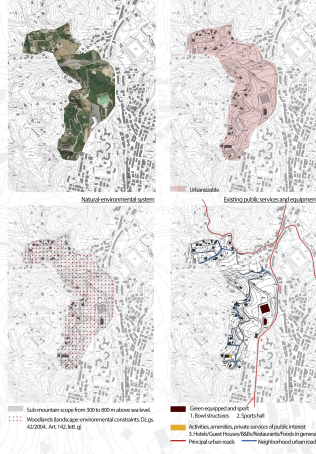 Urbanizable
Natural-environmental system
Existing public services and equipment
Sub-mountain scope from 300 to 800 m above sea level.
Woodlands (landscape-environmental constraints, D.Lgs.
42/2004, Art. 142, lett. g)
Green equipped and sport
1. Bowl structures 2. Sports hall
Activities, amenities, private services of public interest
3. Hotels/Guest Houses/B&Bs/Restaurants/Foods in general
Principal urban roads Neighborhood urban road